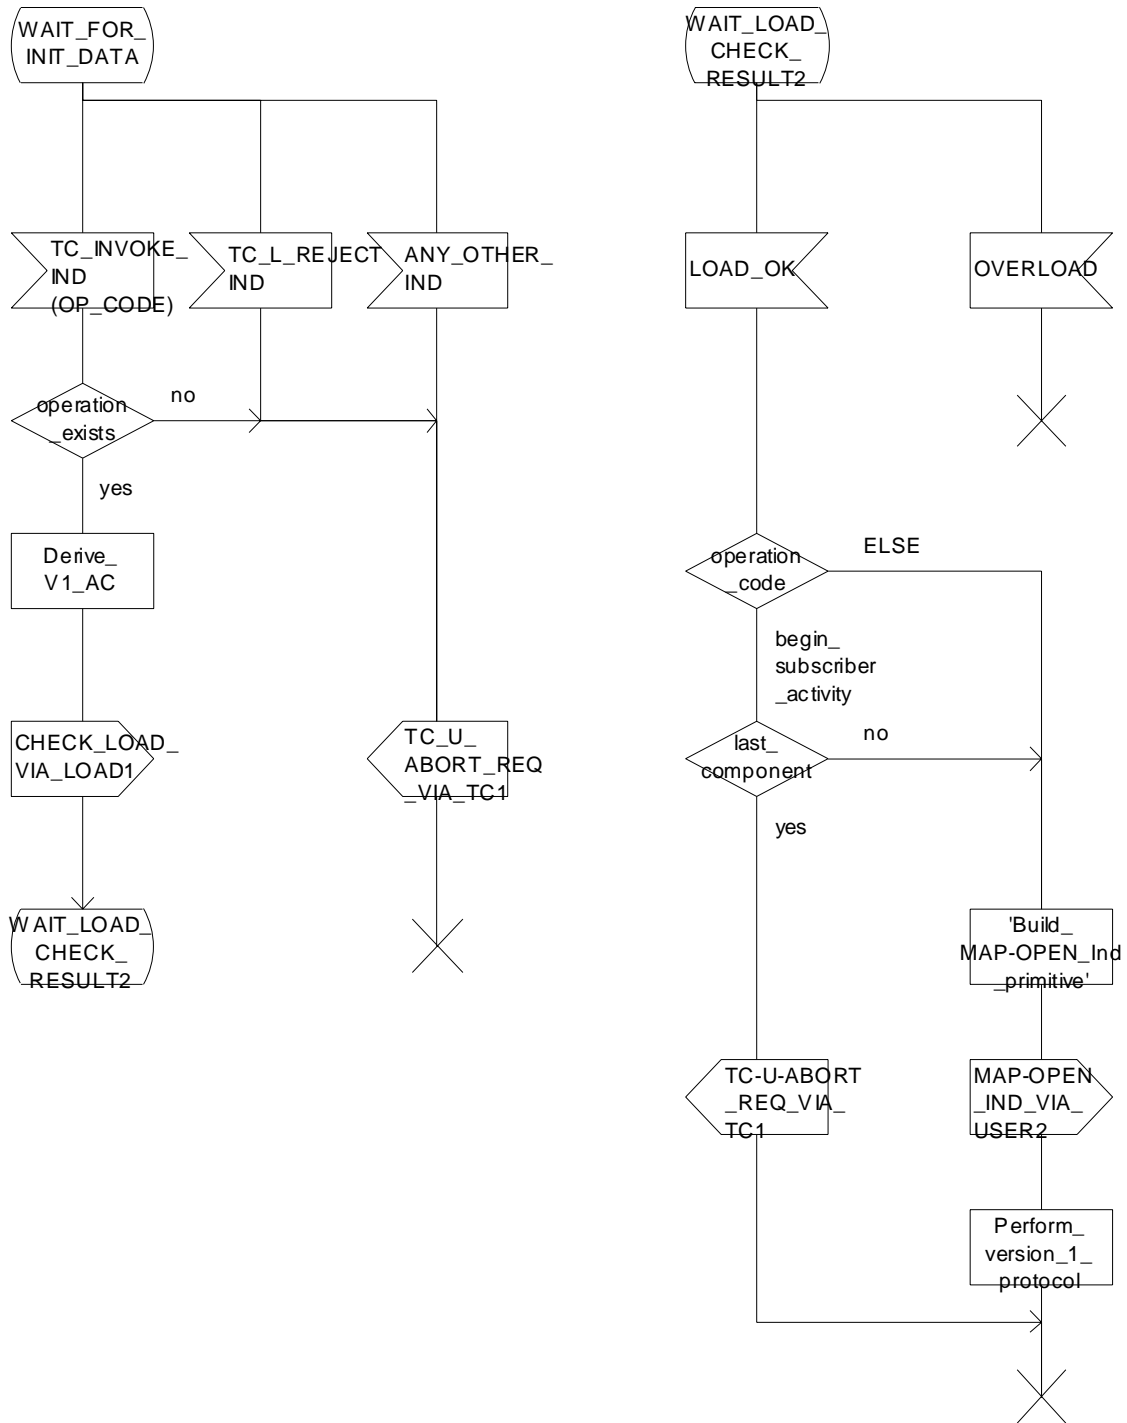 WAIT_FOR_
INIT_DATA
TC_INVOKE_
IND
(OP_CODE)
TC_L_REJECT
IND
ANY_OTHER_
IND
operation
_exists
no
yes
Derive_
V1_AC
CHECK_LOAD_
VIA_LOAD1
TC_U_
ABORT_REQ
_VIA_TC1
WAIT_LOAD_
CHECK_
RESULT2
WAIT_LOAD_
CHECK_
RESULT2
LOAD_OK
OVERLOAD
operation
_code
ELSE
begin_
subscriber
_activity
last_
component
no
yes
'Build_
MAP-OPEN_Ind
_primitive'
TC-U-ABORT
_REQ_VIA_
TC1
MAP-OPEN
_IND_VIA_
USER2
Perform_
version_1_
protocol